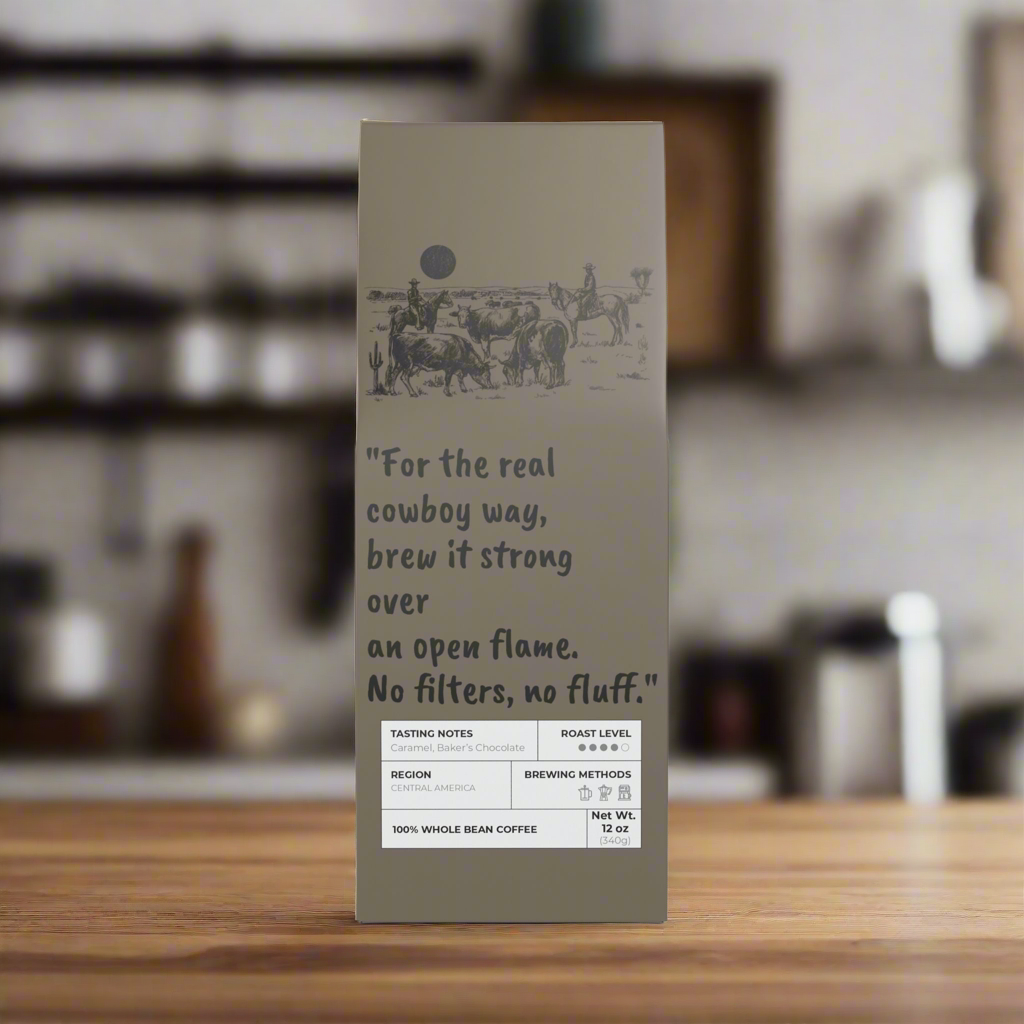 "For the real
cowboy way,
brew it strong
over
an open flame.
No filters, no fluff."
TASTING NOTES
Caramel, Baker's Chocolate
ROAST LEVEL
REGION
CENTRAL AMERICA
BREWING METHODS
100% WHOLE BEAN COFFEE
Net Wt.
12 oz
(340g)